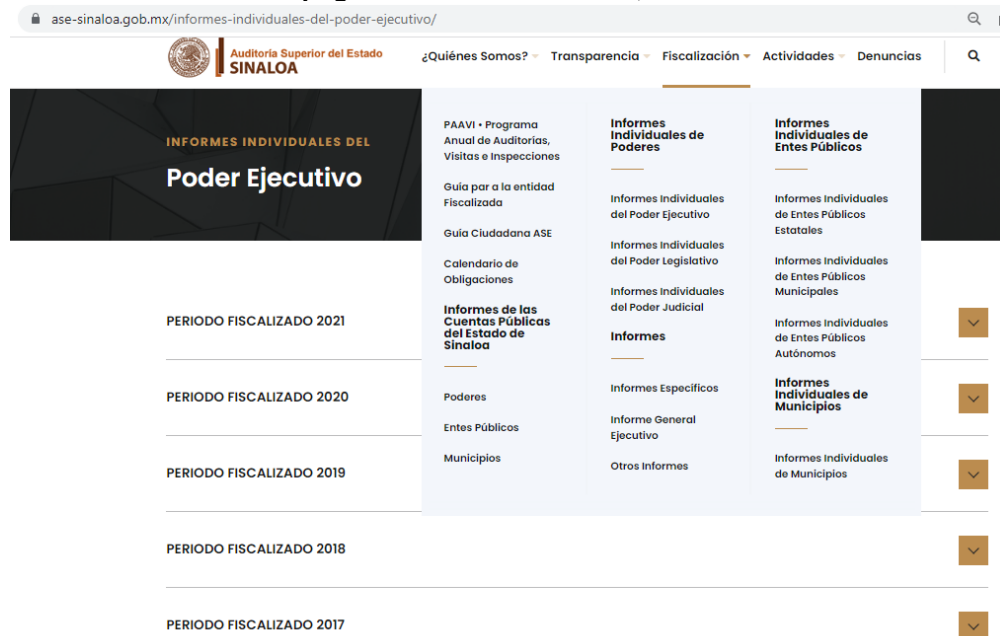 ase-sinaloa.gob.mx/informes-individuales-del-poder-ejecutivo/
Auditoría Superior del Estado
SINALOA
¿Quiénes Somos?
Transparencia
Fiscalización
Actividades
Denuncias
INFORMES INDIVIDUALES DEL
Poder Ejecutivo
PAAVI • Programa
Anual de Auditorías,
Visitas e Inspecciones
Guía par a la entidad
Fiscalizada
Guía Ciudadana ASE
Calendario de
Obligaciones
Informes de las
Cuentas Públicas
del Estado de
Sinaloa
Poderes
Entes Públicos
Municipios
Informes
Individuales de
Poderes
Informes Individuales
del Poder Ejecutivo
Informes Individuales
del Poder Legislativo
Informes Individuales
del Poder Judicial
Informes
Informes Específicos
Informe General
Ejecutivo
Otros Informes
Informes
Individuales de
Entes Públicos
Informes Individuales
de Entes Públicos
Estatales
Informes Individuales
de Entes Públicos
Municipales
Informes Individuales
de Entes Públicos
Autónomos
Informes
Individuales de
Municipios
Informes Individuales
de Municipios
PERIODO FISCALIZADO 2021
PERIODO FISCALIZADO 2020
PERIODO FISCALIZADO 2019
PERIODO FISCALIZADO 2018
PERIODO FISCALIZADO 2017